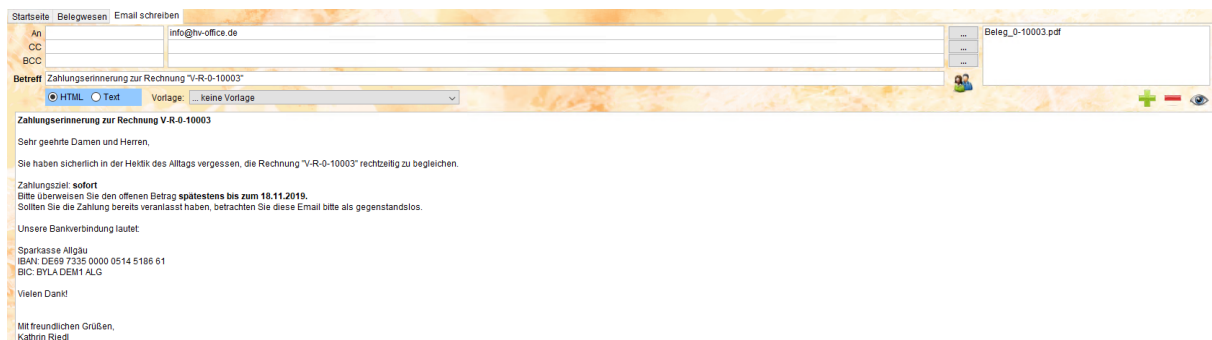 Startseite Belegwesen Email schreiben
An info@hv-office.de ... Beleg_0-10003.pdf
CC ...
BCC ...
Betreff Zahlungserinnerung zur Rechnung "V-R-0-10003"
HTML Text Vorlage: ... keine Vorlage
Zahlungserinnerung zur Rechnung V-R-0-10003
Sehr geehrte Damen und Herren,
Sie haben sicherlich in der Hektik des Alltags vergessen, die Rechnung "V-R-0-10003" rechtzeitig zu begleichen.
Zahlungsziel: sofort
Bitte überweisen Sie den offenen Betrag spätestens bis zum 18.11.2019.
Sollten Sie die Zahlung bereits veranlasst haben, betrachten Sie diese Email bitte als gegenstandslos.
Unsere Bankverbindung lautet:
Sparkasse Allgäu
IBAN: DE69 7335 0000 0514 5186 61
BIC: BYLA DEM1 ALG
Vielen Dank!
Mit freundlichen Grüßen,
Kathrin Riedl